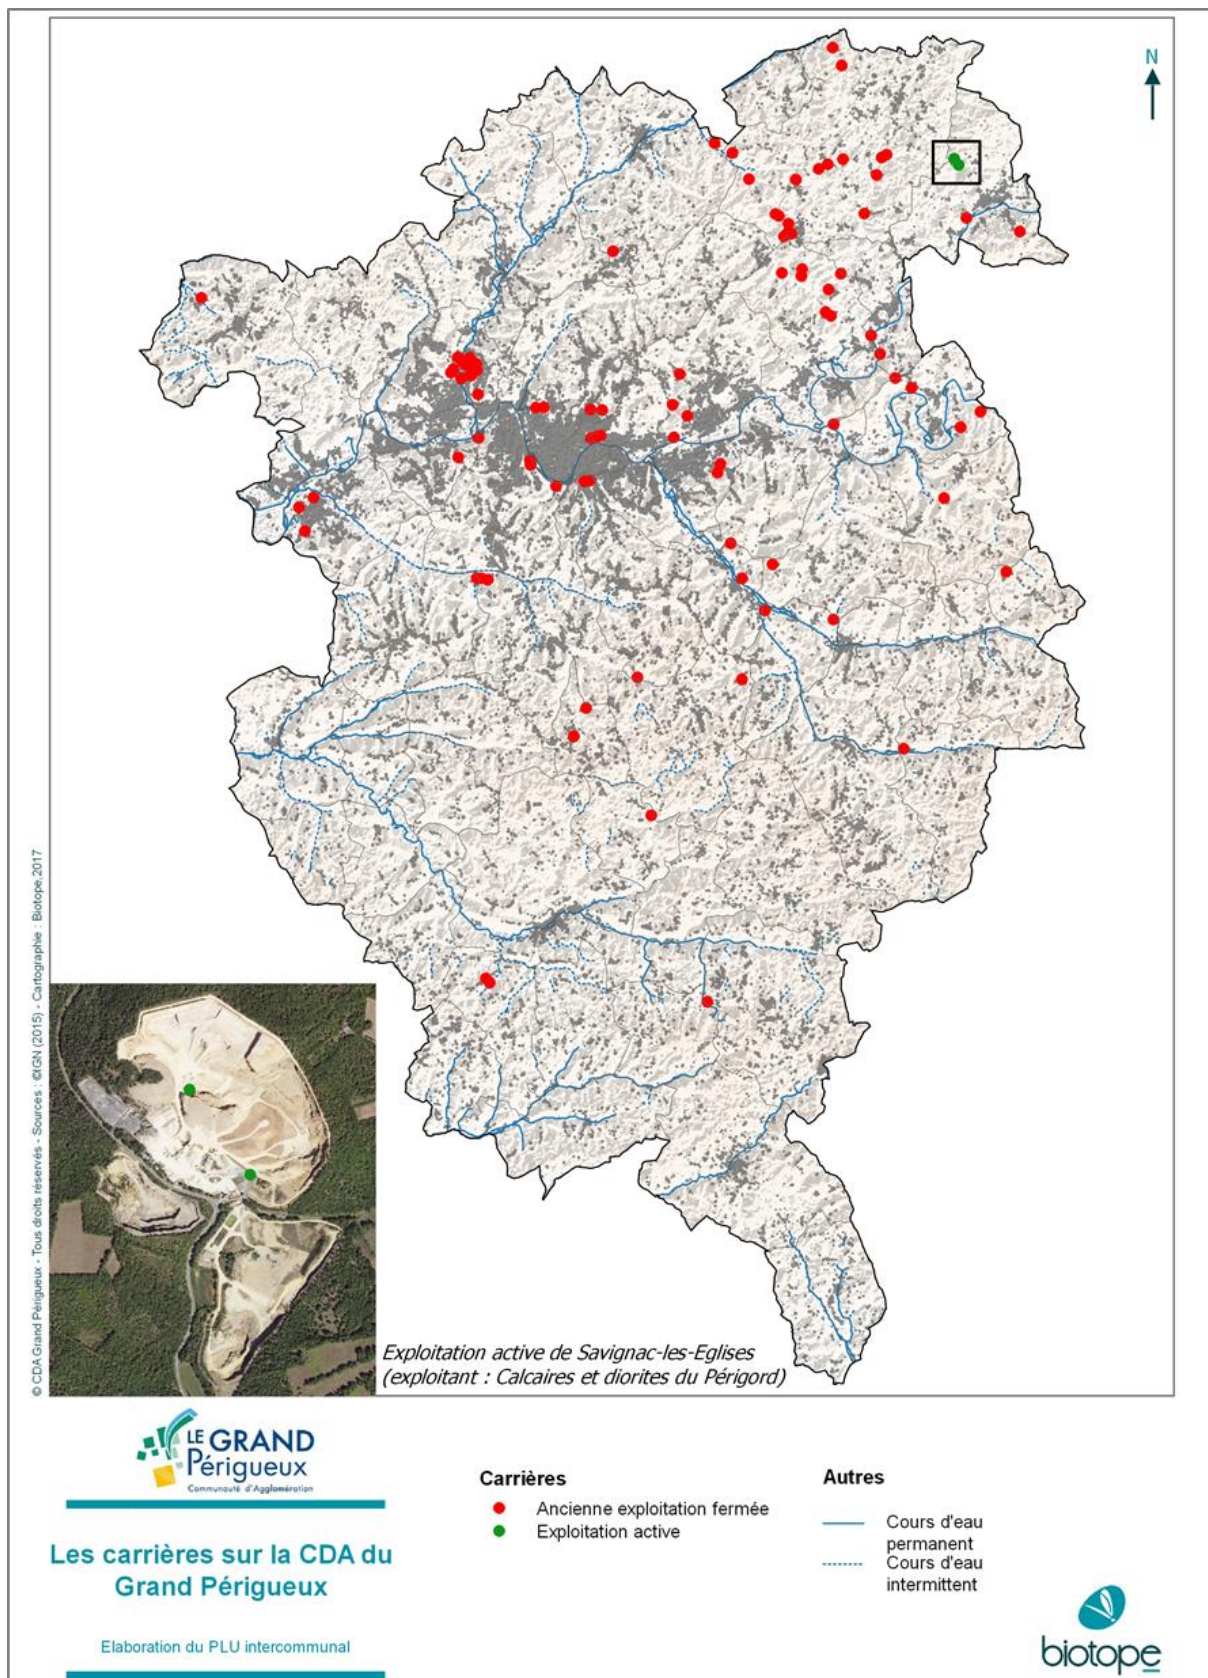 N
© CDA Grand Périgueux - Tous droits réservés - Sources : ©IGN (2015) - Cartographie : Biotope, 2017
Exploitation active de Savignac-les-Eglises
(exploitant : Calcaires et diorites du Périgord)
LE GRAND
Périgueux
Communauté d'Agglomération
Les carrières sur la CDA du
Grand Périgueux
Elaboration du PLU intercommunal
Carrières
Ancienne exploitation fermée
Exploitation active
Autres
Cours d'eau
permanent
Cours d'eau
intermittent
biotope